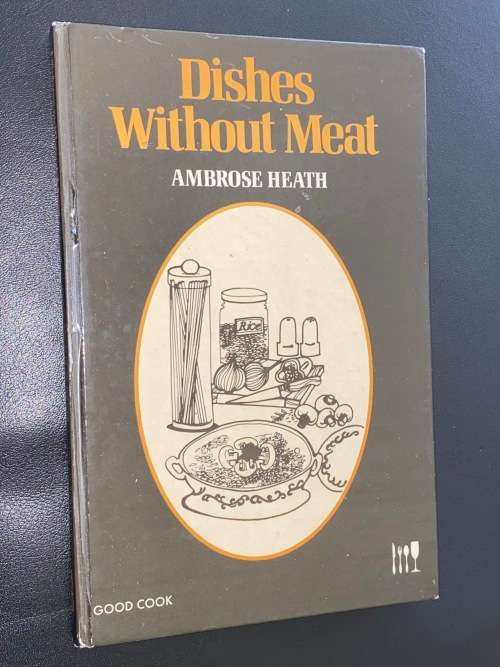 Dishes
Without Meat
AMBROSE HEATH
Rice
GOOD COOK